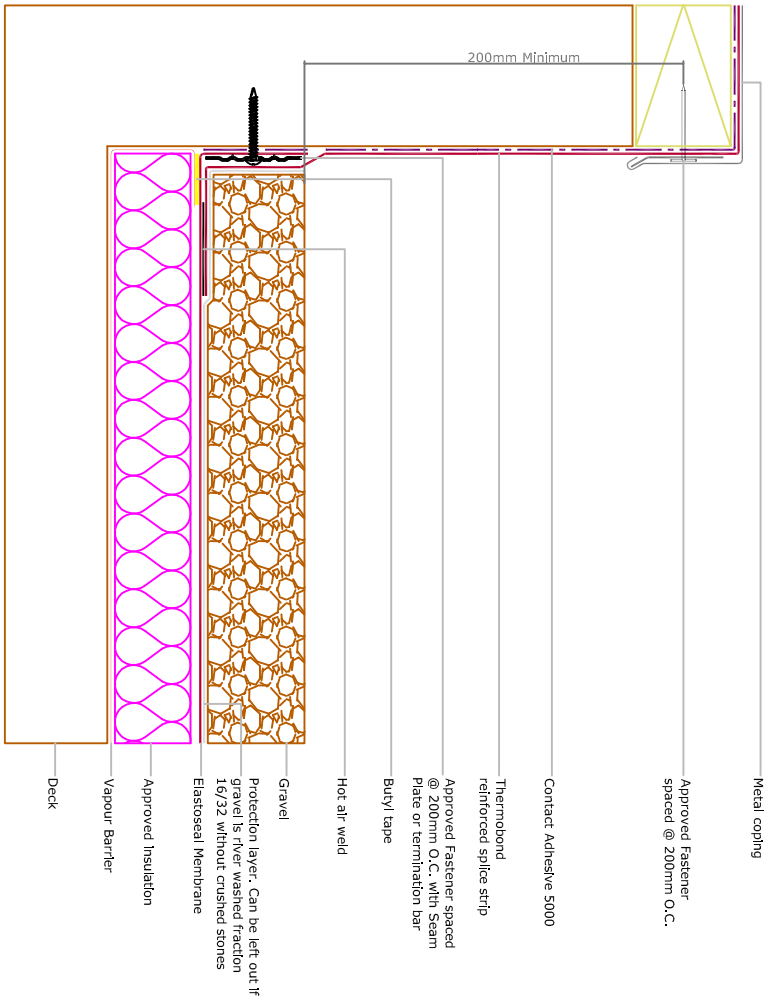 200mm Minimum
Metal coping
Approved Fastener
spaced @ 200mm O.C.
Contact Adhesive 5000
Thermobond
reinforced splice strip
Approved Fastener spaced
@ 200mm O.C. with Seam
Plate or termination bar
Butyl tape
Hot air weld
Gravel
Protection layer. Can be left out if
gravel is river washed fraction
16/32 without crushed stones
Elastoseal Membrane
Approved Insulation
Vapour Barrier
Deck